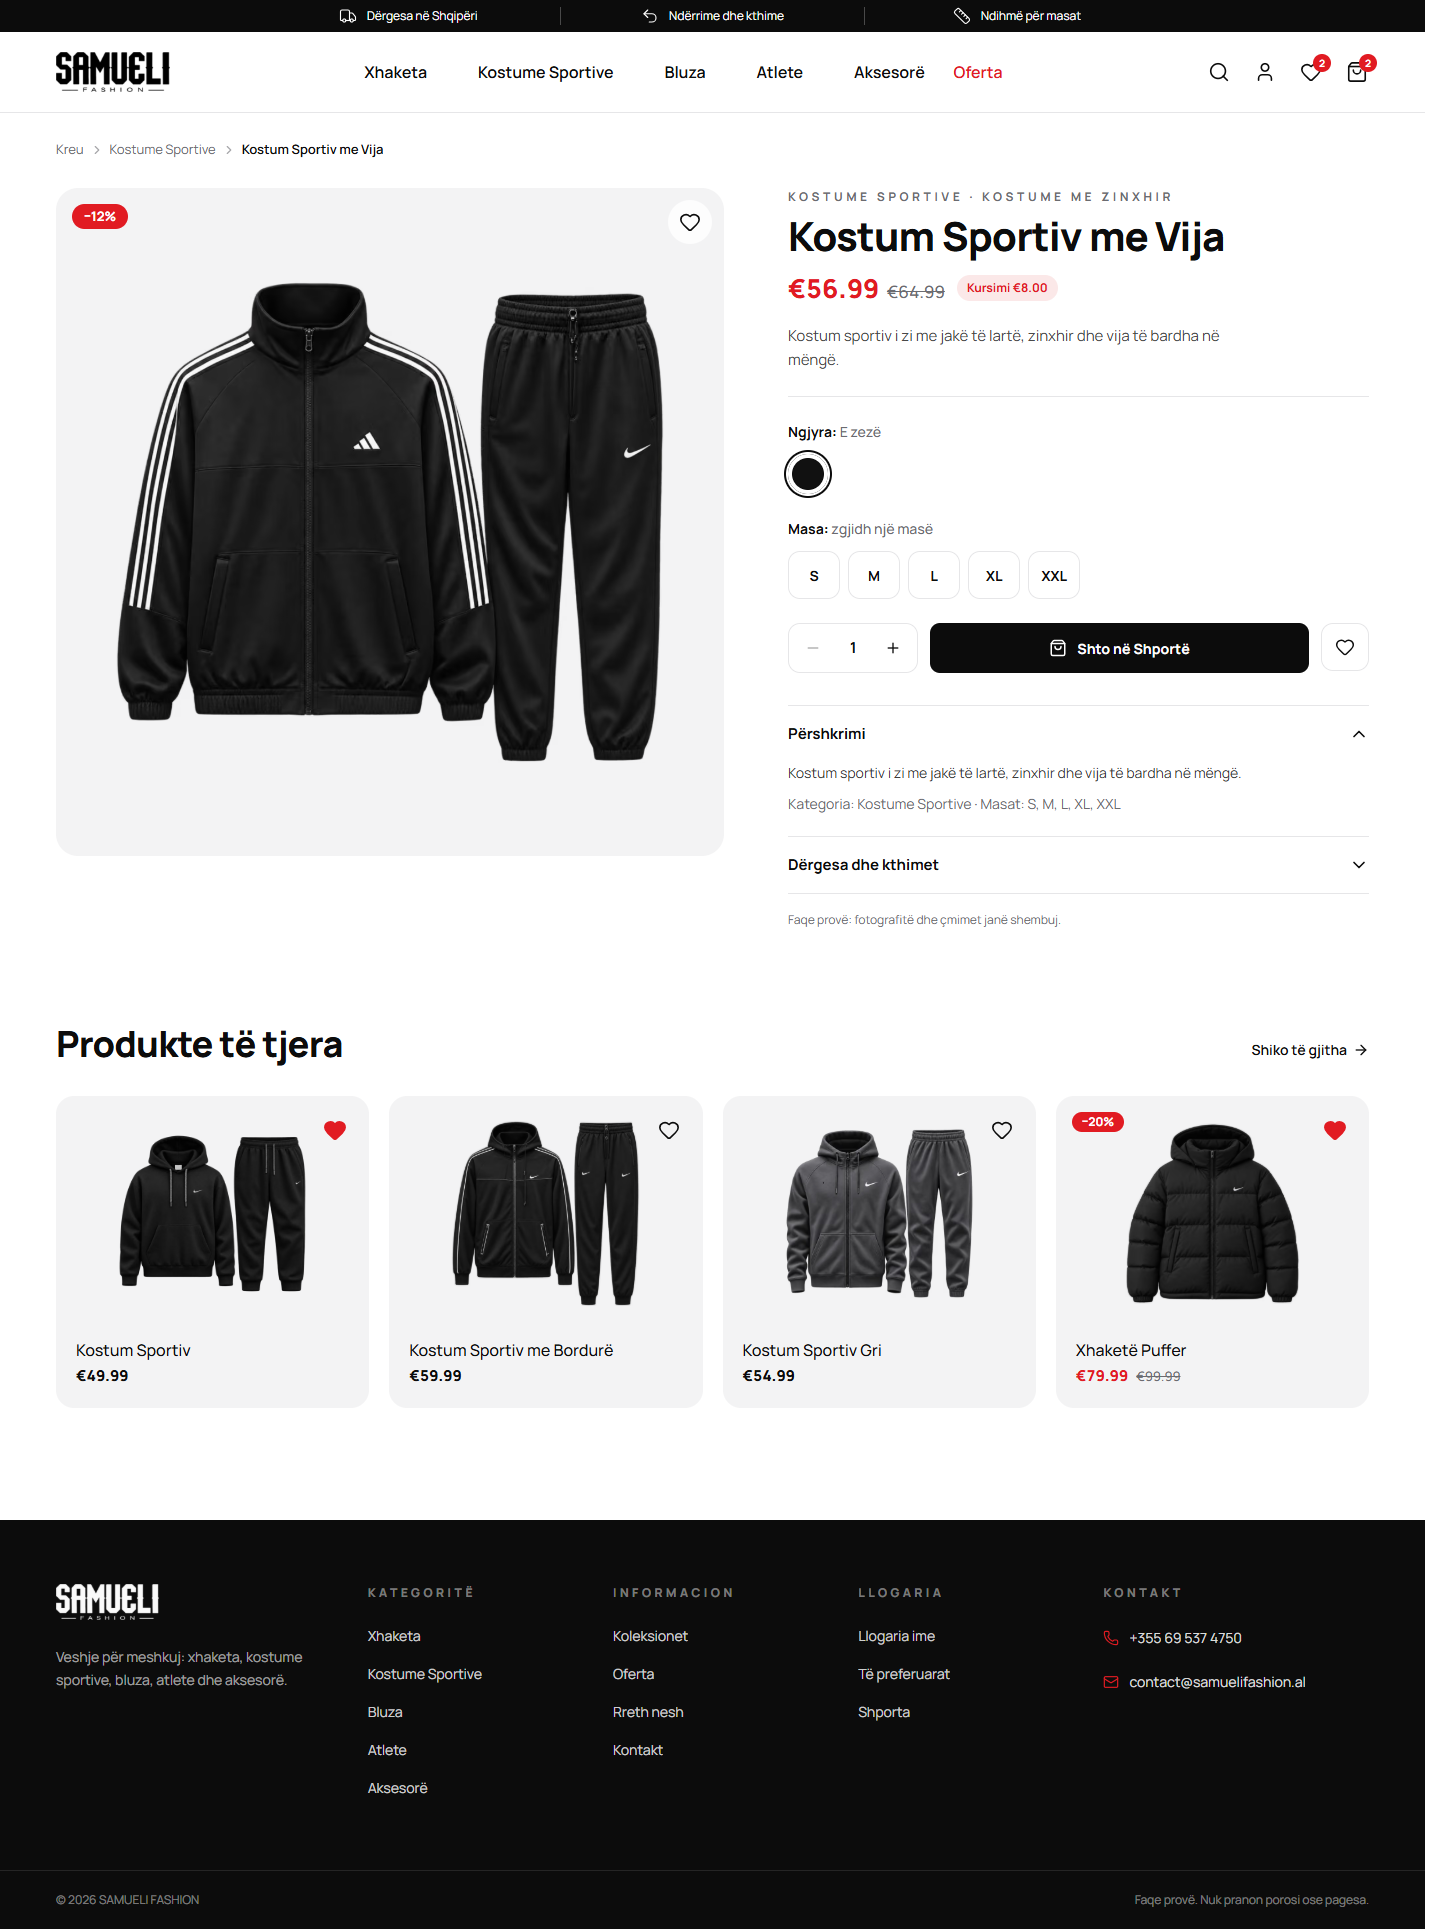 Dërgesa në Shqipëri
Ndërrime dhe kthime
Ndihmë për masat
SAMUELI
FASHION
Xhaketa
Kostume Sportive
Bluza
Atlete
Aksesorë
Oferta
2
2
Kreu
Kostume Sportive
Kostum Sportiv me Vija
−12%
KOSTUME SPORTIVE · KOSTUME ME ZINXHIR
Kostum Sportiv me Vija
€56.99 €64.99 Kursimi €8.00
Kostum sportiv i zi me jakë të lartë, zinxhir dhe vija të bardha në
mëngë.
Ngjyra: E zezë
Masa: zgjidh një masë
S
M
L
XL
XXL
1
Shto në Shportë
Përshkrimi
Kostum sportiv i zi me jakë të lartë, zinxhir dhe vija të bardha në mëngë.
Kategoria: Kostume Sportive · Masat: S, M, L, XL, XXL
Dërgesa dhe kthimet
Faqe provë: fotografitë dhe çmimet janë shembuj.
Produkte të tjera
Shiko të gjitha
Kostum Sportiv
€49.99
Kostum Sportiv me Bordurë
€59.99
Kostum Sportiv Gri
€54.99
−20%
Xhaketë Puffer
€79.99 €99.99
SAMUELI
FASHION
Veshje për meshkuj: xhaketa, kostume
sportive, bluza, atlete dhe aksesorë.
KATEGORITË
Xhaketa
Kostume Sportive
Bluza
Atlete
Aksesorë
INFORMACION
Koleksionet
Oferta
Rreth nesh
Kontakt
LLOGARIA
Llogaria ime
Të preferuarat
Shporta
KONTAKT
+355 69 537 4750
contact@samuelifashion.al
© 2026 SAMUELI FASHION
Faqe provë. Nuk pranon porosi ose pagesa.